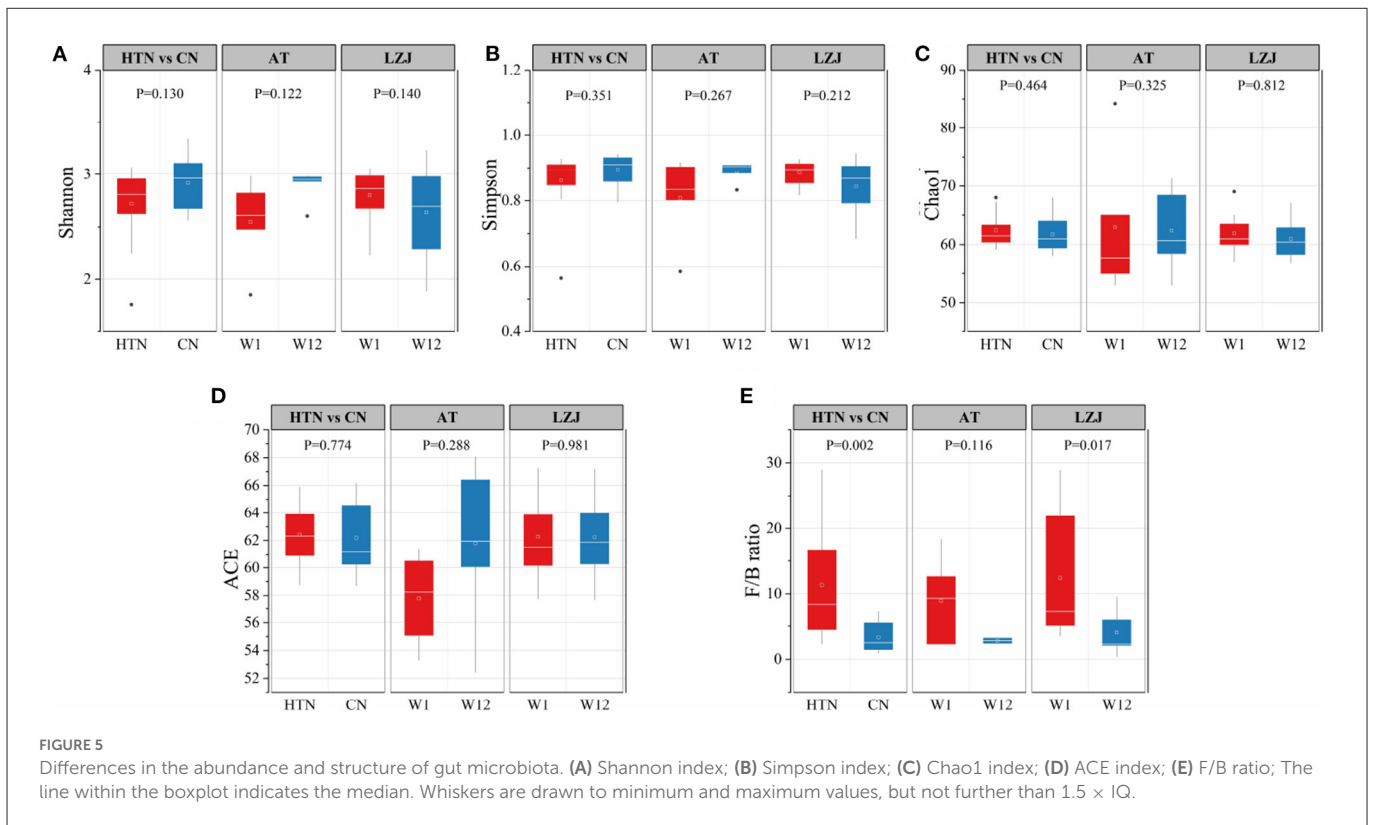 A
HTN vs CN AT LZJ
P=0.130 P=0.122 P=0.140
Shannon
4
3
2
HTN CN W1 W12 W1 W12
B
HTN vs CN AT LZJ
P=0.351 P=0.267 P=0.212
Simpson
1.2
1.0
0.8
0.6
0.4
HTN CN W1 W12 W1 W12
C
HTN vs CN AT LZJ
P=0.464 P=0.325 P=0.812
Chao1
90
80
70
60
50
HTN CN W1 W12 W1 W12
D
HTN vs CN AT LZJ
P=0.774 P=0.288 P=0.981
ACE
70
68
66
64
62
60
58
56
54
52
HTN CN W1 W12 W1 W12
E
HTN vs CN AT LZJ
P=0.002 P=0.116 P=0.017
F/B ratio
30
20
10
0
HTN CN W1 W12 W1 W12
FIGURE 5
Differences in the abundance and structure of gut microbiota. (A) Shannon index; (B) Simpson index; (C) Chao1 index; (D) ACE index; (E) F/B ratio; The
line within the boxplot indicates the median. Whiskers are drawn to minimum and maximum values, but not further than 1.5 × IQ.